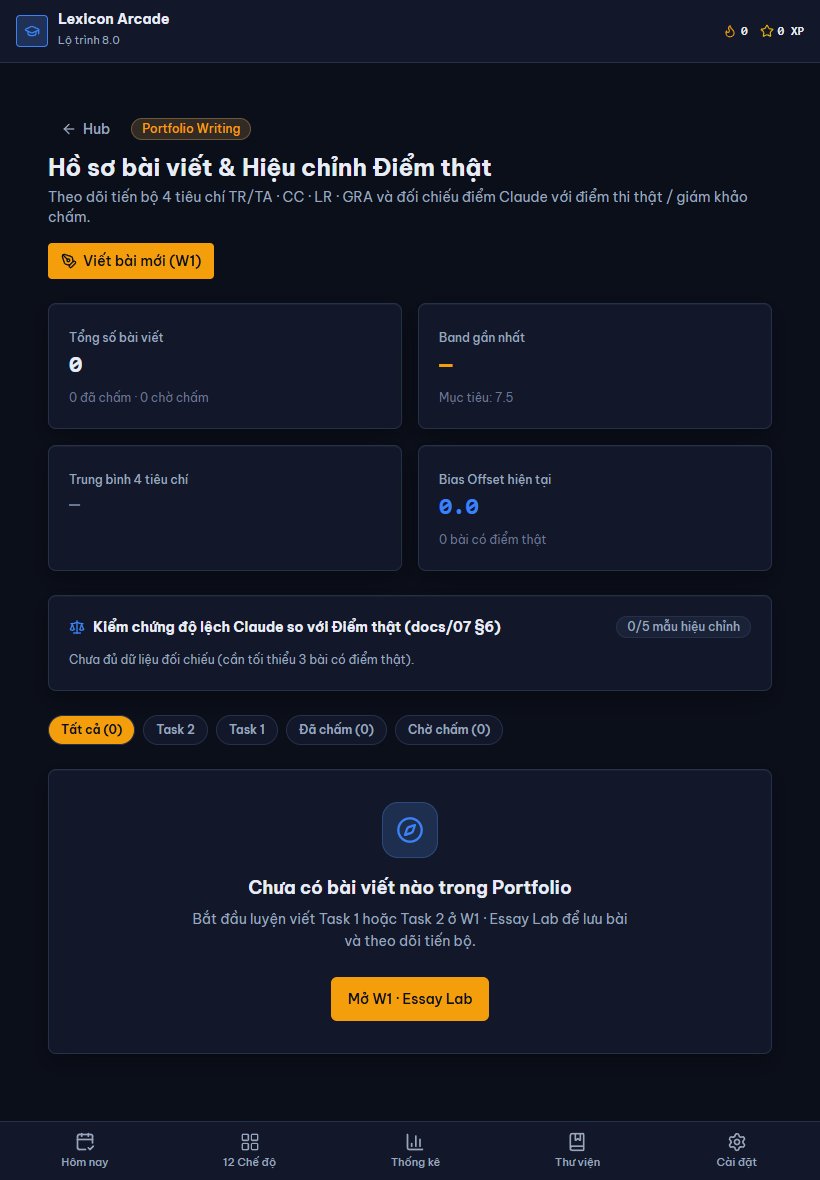 Lexicon Arcade
Lộ trình 8.0
0
0 XP
Hub
Portfolio Writing
Hồ sơ bài viết & Hiệu chỉnh Điểm thật
Theo dõi tiến bộ 4 tiêu chí TR/TA · CC · LR · GRA và đối chiếu điểm Claude với điểm thi thật / giám khảo
chấm.
Viết bài mới (W1)
Tổng số bài viết
0
0 đã chấm · 0 chờ chấm
Band gần nhất
—
Mục tiêu: 7.5
Trung bình 4 tiêu chí
—
Bias Offset hiện tại
0.0
0 bài có điểm thật
Kiểm chứng độ lệch Claude so với Điểm thật (docs/07 §6)
0/5 mẫu hiệu chỉnh
Chưa đủ dữ liệu đối chiếu (cần tối thiểu 3 bài có điểm thật).
Tất cả (0)
Task 2
Task 1
Đã chấm (0)
Chờ chấm (0)
Chưa có bài viết nào trong Portfolio
Bắt đầu luyện viết Task 1 hoặc Task 2 ở W1 · Essay Lab để lưu bài
và theo dõi tiến bộ.
Mở W1 · Essay Lab
Hôm nay
12 Chế độ
Thống kê
Thư viện
Cài đặt